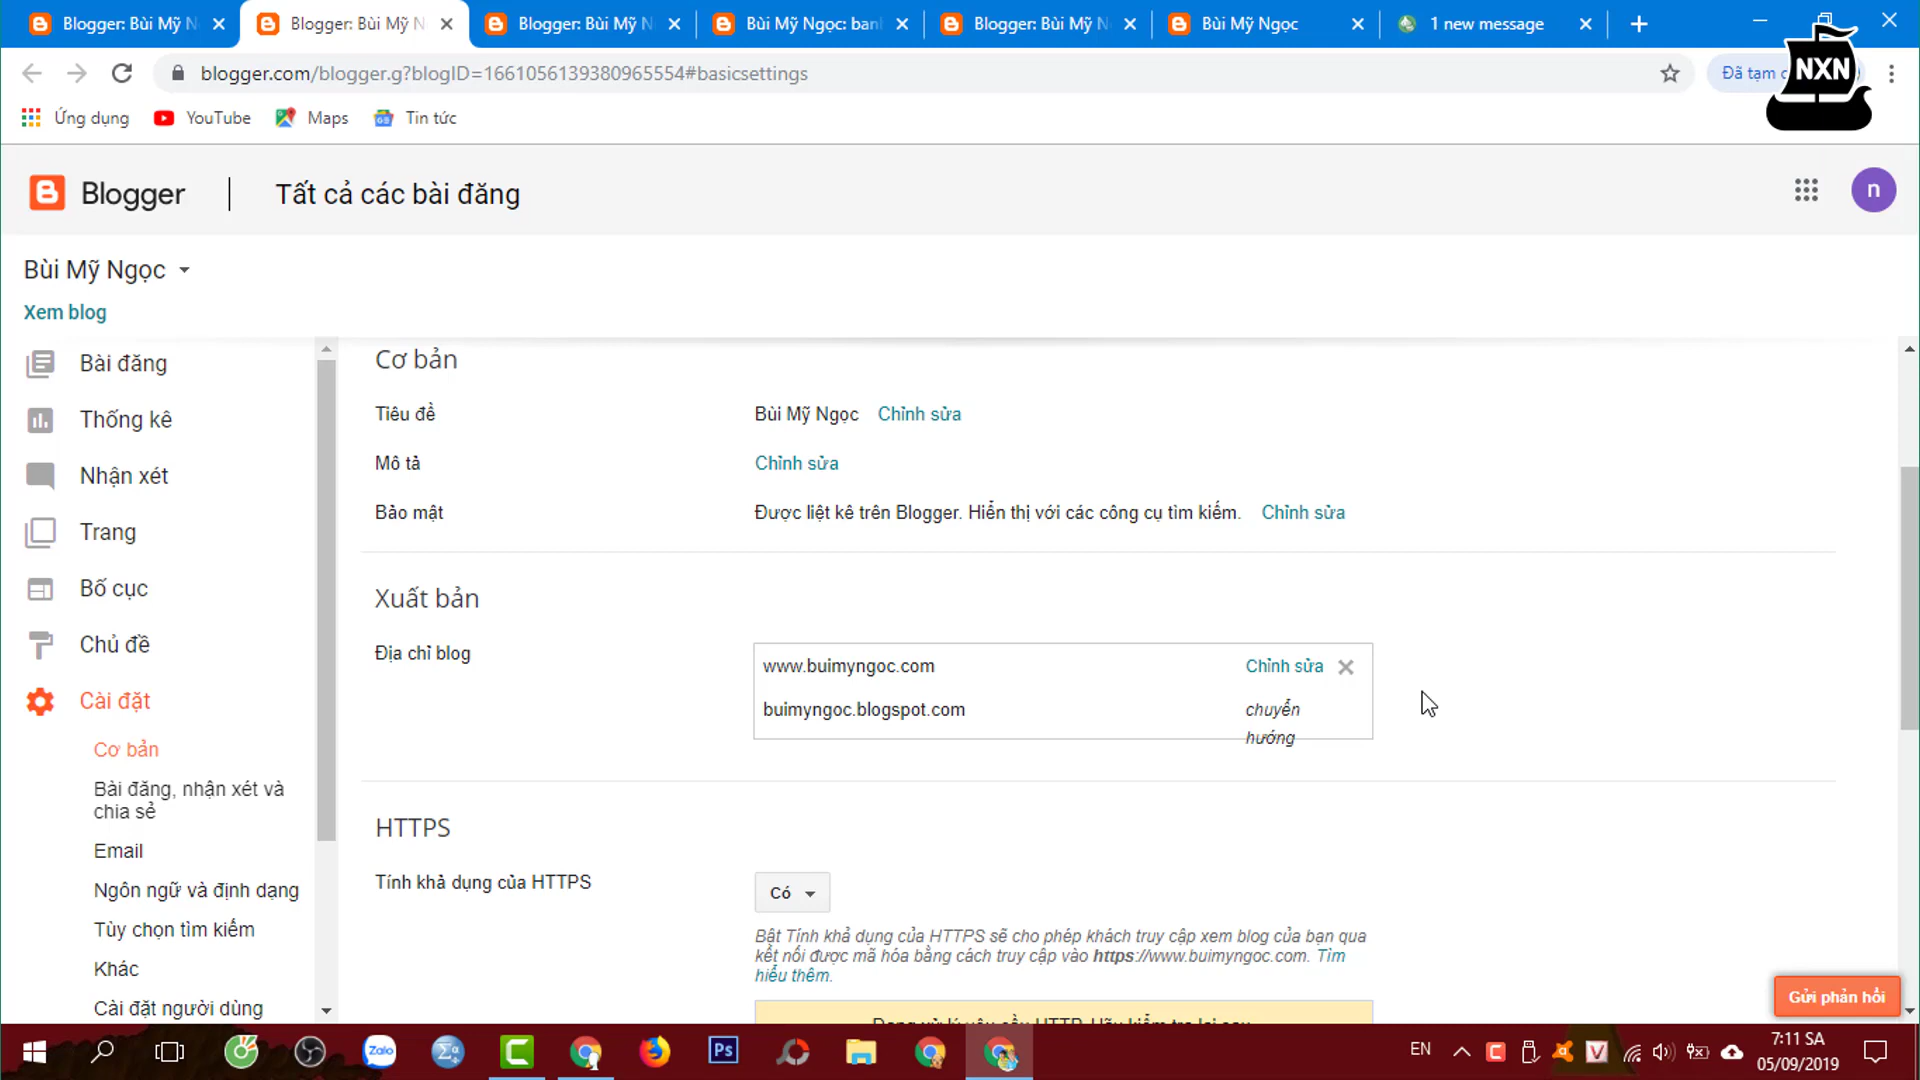 Blogger: Bùi Mỹ N
Blogger: Bùi Mỹ N
Blogger: Bùi Mỹ N
Bùi Mỹ Ngọc: ban
Blogger: Bùi Mỹ N
Bùi Mỹ Ngọc
1 new message
blogger.com/blogger.g?blogID=1661056139380965554#basicsettings
Đã tạm
NXN
Ứng dụng
YouTube
Maps
Tin tức
Blogger
Tất cả các bài đăng
n
Bùi Mỹ Ngọc
Xem blog
Bài đăng
Thống kê
Nhận xét
Trang
Bố cục
Chủ đề
Cài đặt
Cơ bản
Bài đăng, nhận xét và
chia sẻ
Email
Ngôn ngữ và định dạng
Tùy chọn tìm kiếm
Khác
Cài đặt người dùng
Cơ bản
Tiêu đề
Bùi Mỹ Ngọc Chỉnh sửa
Mô tả
Chỉnh sửa
Bảo mật
Được liệt kê trên Blogger. Hiển thị với các công cụ tìm kiếm. Chỉnh sửa
Xuất bản
Địa chỉ blog
www.buimyngoc.com Chỉnh sửa
buimyngoc.blogspot.com chuyển
hướng
HTTPS
Tính khả dụng của HTTPS
Có
Bật Tính khả dụng của HTTPS sẽ cho phép khách truy cập xem blog của bạn qua
kết nối được mã hóa bằng cách truy cập vào https://www.buimyngoc.com. Tìm
hiểu thêm.
Gửi phản hồi
Zalo
Ps
EN
7:11 SA
05/09/2019